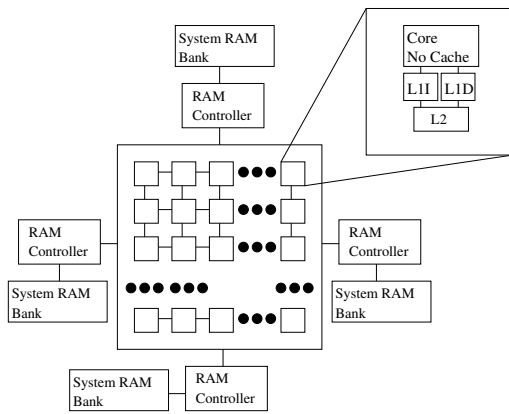 System RAM
Bank
RAM
Controller
Core
No Cache
L1I
L1D
L2
RAM
Controller
System RAM
Bank
RAM
Controller
System RAM
Bank
System RAM
Bank
RAM
Controller